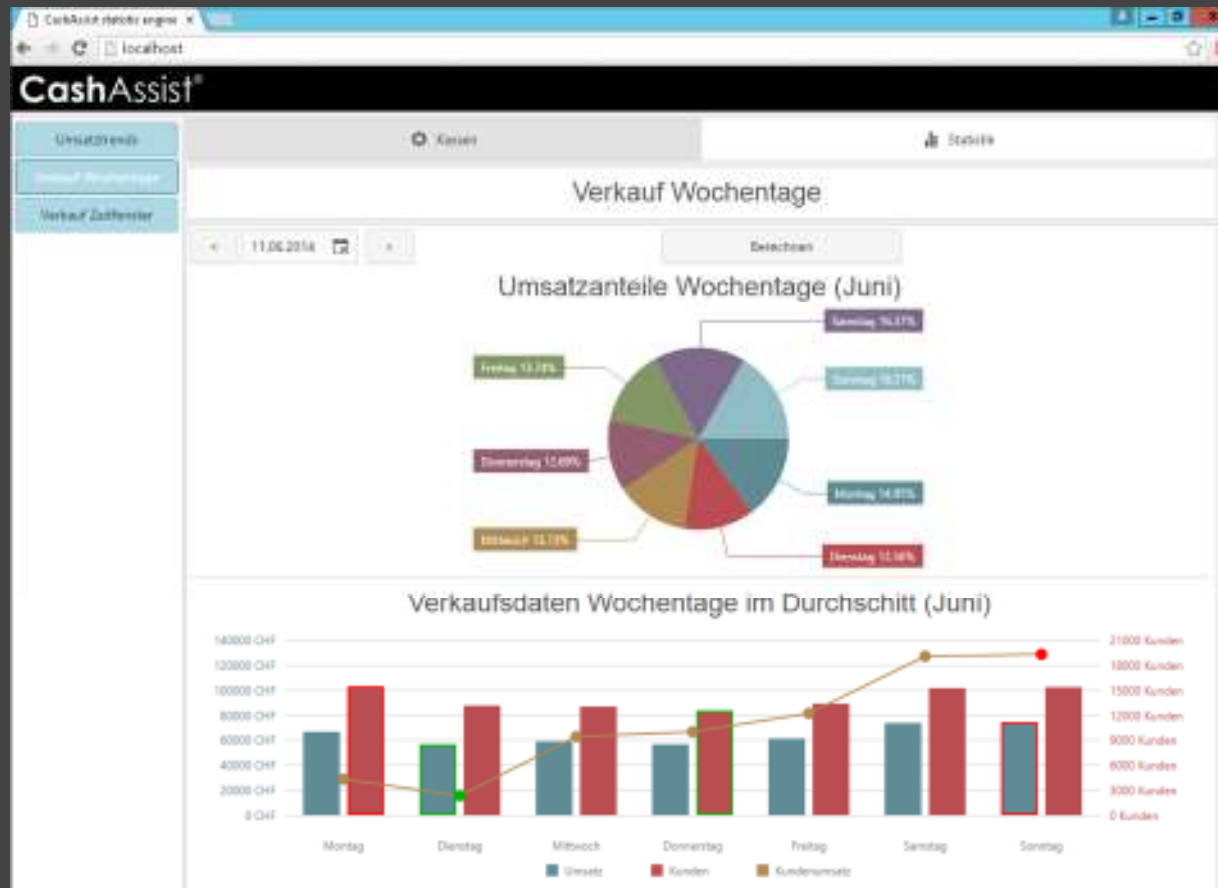 CashAssist statistic engine
localhost
CashAssist®
Umsatztrends
Kassen
Statistik
Verkauf Wochentage
Verkauf Wochentage
Verkauf Zeitfenster
Berechnen
Umsatzanteile Wochentage (Juni)
Samstag
Freitag
Sonntag
Donnerstag
Montag
Mittwoch
Dienstag
Verkaufsdaten Wochentage im Durchschitt (Juni)
140000 CHF
21000 Kunden
120000 CHF
18000 Kunden
100000 CHF
15000 Kunden
80000 CHF
12000 Kunden
60000 CHF
9000 Kunden
40000 CHF
6000 Kunden
20000 CHF
3000 Kunden
0 CHF
0 Kunden
Montag Dienstag Mittwoch Donnerstag Freitag Samstag Sonntag
Umsatz Kunden Kundenumsatz